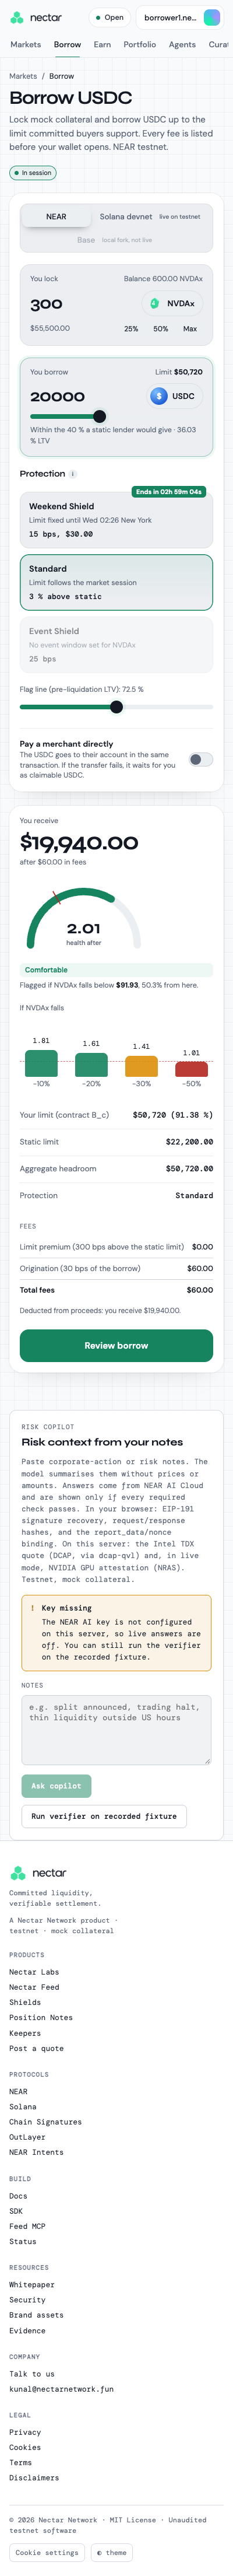 nectar
Open
borrower1.ne...
Markets
Borrow
Earn
Portfolio
Agents
Curat
Markets / Borrow
Borrow USDC
Lock mock collateral and borrow USDC up to the
limit committed buyers support. Every fee is listed
before your wallet opens. NEAR testnet.
In session
NEAR
Solana devnet live on testnet
Base local fork, not live
You lock
Balance 600.00 NVDAx
300
NVDAx
$55,500.00
25%
50%
Max
You borrow
Limit $50,720
20000
$
USDC
Within the 40 % a static lender would give · 36.03
% LTV
Protection i
Ends in 02h 59m 04s
Weekend Shield
Limit fixed until Wed 02:26 New York
15 bps, $30.00
Standard
Limit follows the market session
3 % above static
Event Shield
No event window set for NVDAx
25 bps
Flag line (pre-liquidation LTV): 72.5 %
Pay a merchant directly
The USDC goes to their account in the same
transaction. If the transfer fails, it waits for you
as claimable USDC.
You receive
$19,940.00
after $60.00 in fees
2.01
health after
Comfortable
Flagged if NVDAx falls below $91.93, 50.3% from here.
If NVDAx falls
1.81
1.61
1.41
1.01
-10%
-20%
-30%
-50%
Your limit (contract B_c)
$50,720 (91.38 %)
Static limit
$22,200.00
Aggregate headroom
$50,720.00
Protection
Standard
FEES
Limit premium (300 bps above the static limit)
$0.00
Origination (30 bps of the borrow)
$60.00
Total fees
$60.00
Deducted from proceeds: you receive $19,940.00.
Review borrow
RISK COPILOT
Risk context from your notes
Paste corporate-action or risk notes. The
model summarises them without prices or
amounts. Answers come from NEAR AI Cloud
and are shown only if every required
check passes. In your browser: EIP-191
signature recovery, request/response
hashes, and the report_data/nonce
binding. On this server: the Intel TDX
quote (DCAP, via dcap-qvl) and, in live
mode, NVIDIA GPU attestation (NRAS).
Testnet, mock collateral.
! Key missing
The NEAR AI key is not configured
on this server, so live answers are
off. You can still run the verifier
on the recorded fixture.
NOTES
e.g. split announced, trading halt,
thin liquidity outside US hours
Ask copilot
Run verifier on recorded fixture
nectar
Committed liquidity,
verifiable settlement.
A Nectar Network product ·
testnet · mock collateral
PRODUCTS
Nectar Labs
Nectar Feed
Shields
Position Notes
Keepers
Post a quote
PROTOCOLS
NEAR
Solana
Chain Signatures
OutLayer
NEAR Intents
BUILD
Docs
SDK
Feed MCP
Status
RESOURCES
Whitepaper
Security
Brand assets
Evidence
COMPANY
Talk to us
kunal@nectarnetwork.fun
LEGAL
Privacy
Cookies
Terms
Disclaimers
© 2026 Nectar Network · MIT License · Unaudited
testnet software
Cookie settings
◐ theme